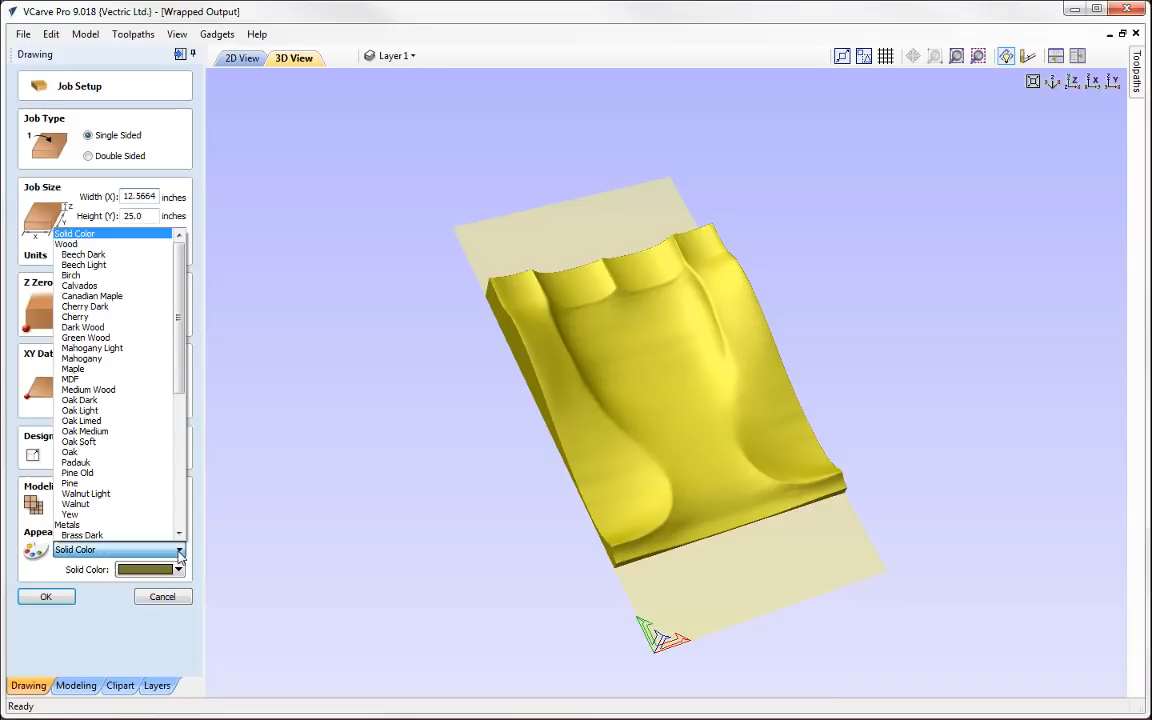 VCarve Pro 9.018 {Vectric Ltd.} - [Wrapped Output]
File Edit Model Toolpaths View Gadgets Help
Drawing
2D View 3D View Layer 1
Toolpaths
Z X Y
Job Setup
Job Type
1
Single Sided
Double Sided
Job Size
Width (X): 12.5664 inches
Z
Y
X
Height (Y): 25.0 inches
Units
Z Zero
XY Dat
Design
Modeli
Appea
Solid Color
Wood
Beech Dark
Beech Light
Birch
Calvados
Canadian Maple
Cherry Dark
Cherry
Dark Wood
Green Wood
Mahogany Light
Mahogany
Maple
MDF
Medium Wood
Oak Dark
Oak Light
Oak Limed
Oak Medium
Oak Soft
Oak
Padauk
Pine Old
Pine
Walnut Light
Walnut
Yew
Metals
Brass Dark
Solid Color
Solid Color:
OK Cancel
Drawing Modeling Clipart Layers
Ready